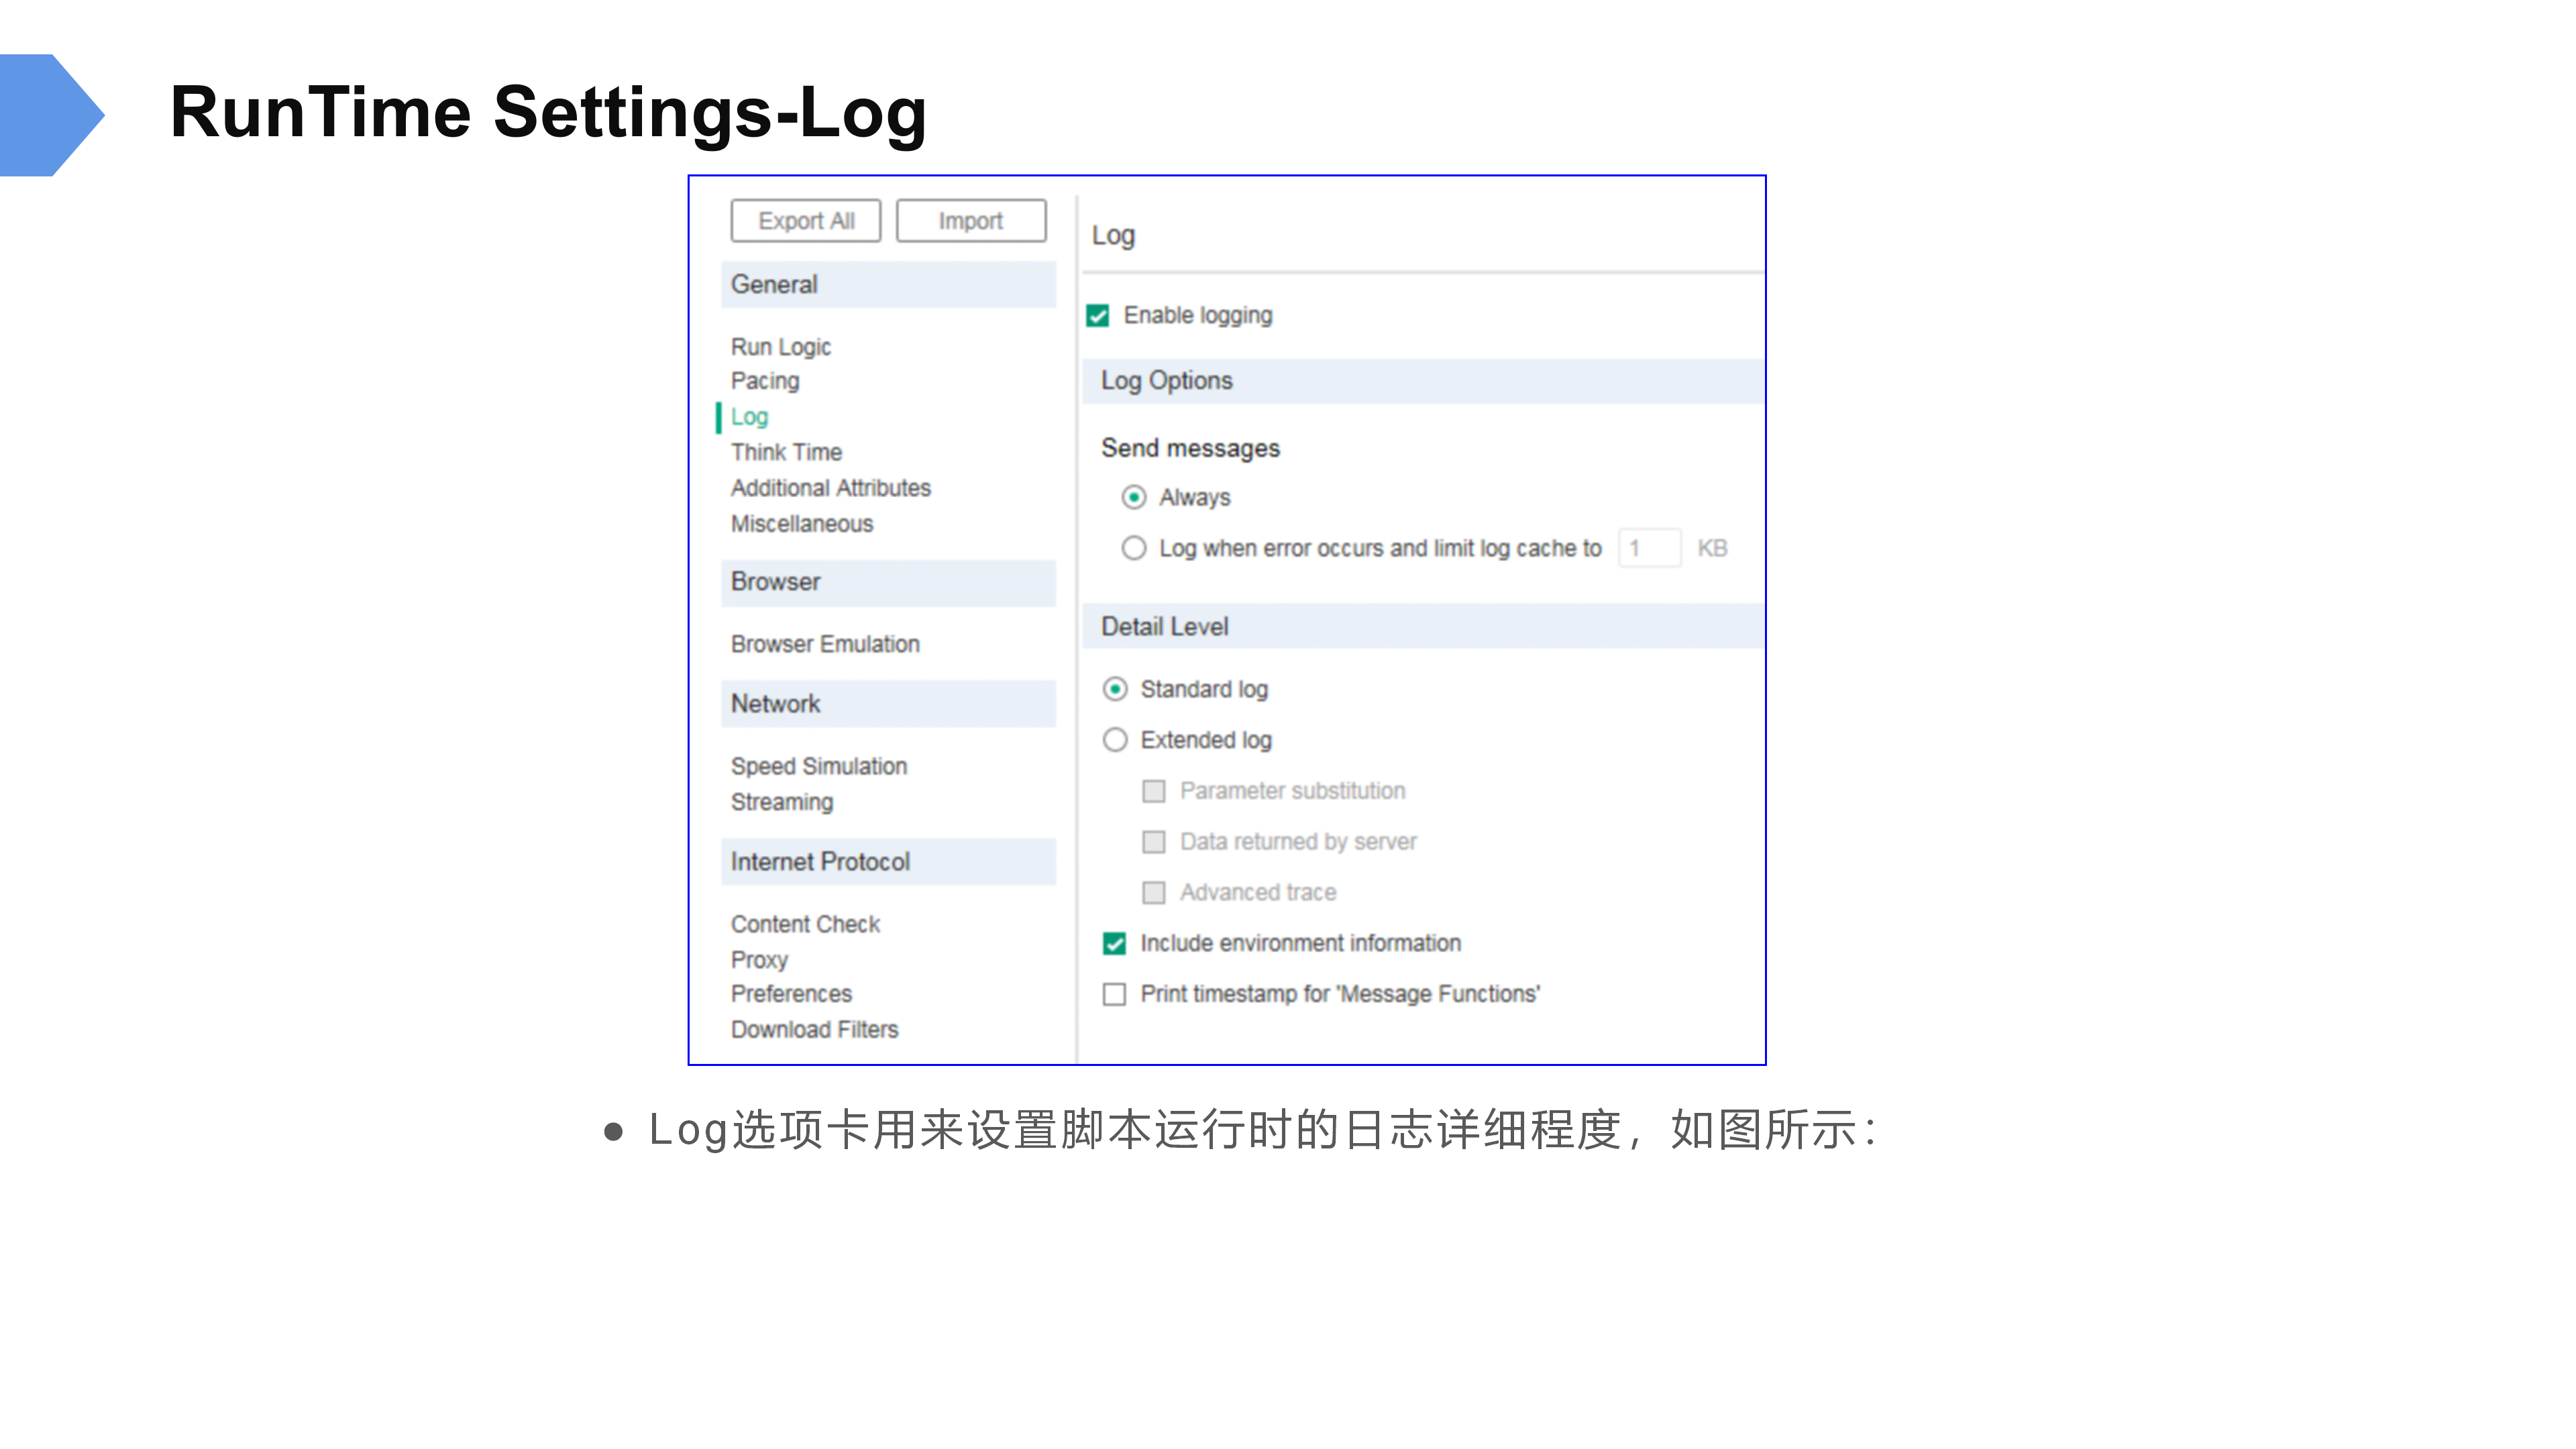 RunTime Settings-Log
Export All
Import
General
Run Logic
Pacing
Log
Think Time
Additional Attributes
Miscellaneous
Browser
Browser Emulation
Network
Speed Simulation
Streaming
Internet Protocol
Content Check
Proxy
Preferences
Download Filters
Log
Enable logging
Log Options
Send messages
Always
Log when error occurs and limit log cache to 1 KB
Detail Level
Standard log
Extended log
Parameter substitution
Data returned by server
Advanced trace
Include environment information
Print timestamp for 'Message Functions'
● Log选项卡用来设置脚本运行时的日志详细程度，如图所示：